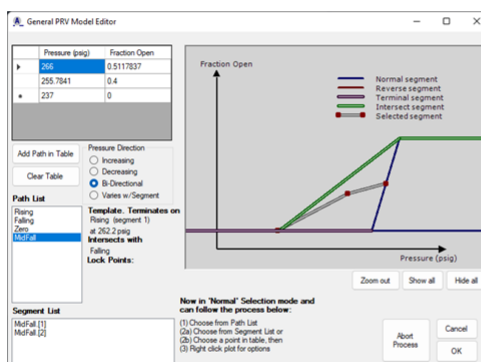 General PRV Model Editor
Pressure (psig) Fraction Open
266 0.5117837
255.7841 0.4
237 0
Add Path in Table
Clear Table
Pressure Direction
Increasing
Decreasing
Bi-Directional
Varies w/Segment
Path List
Rising
Falling
Zero
MidFall
Template. Terminates on
Rising (segment 1)
at 262.2 psig
Intersects with
Falling
Lock Points:
Segment List
MidFall.[1]
MidFall.[2]
Fraction Open
Normal segment
Reverse segment
Terminal segment
Intersect segment
Selected segment
Pressure (psig)
Zoom out Show all Hide all
Now in 'Normal' Selection mode and
can follow the process below:
(1) Choose from Path List
(2a) Choose from Segment List or
(2b) Choose a point in table, then
(3) Right click plot for options
Abort
Process
Cancel
OK